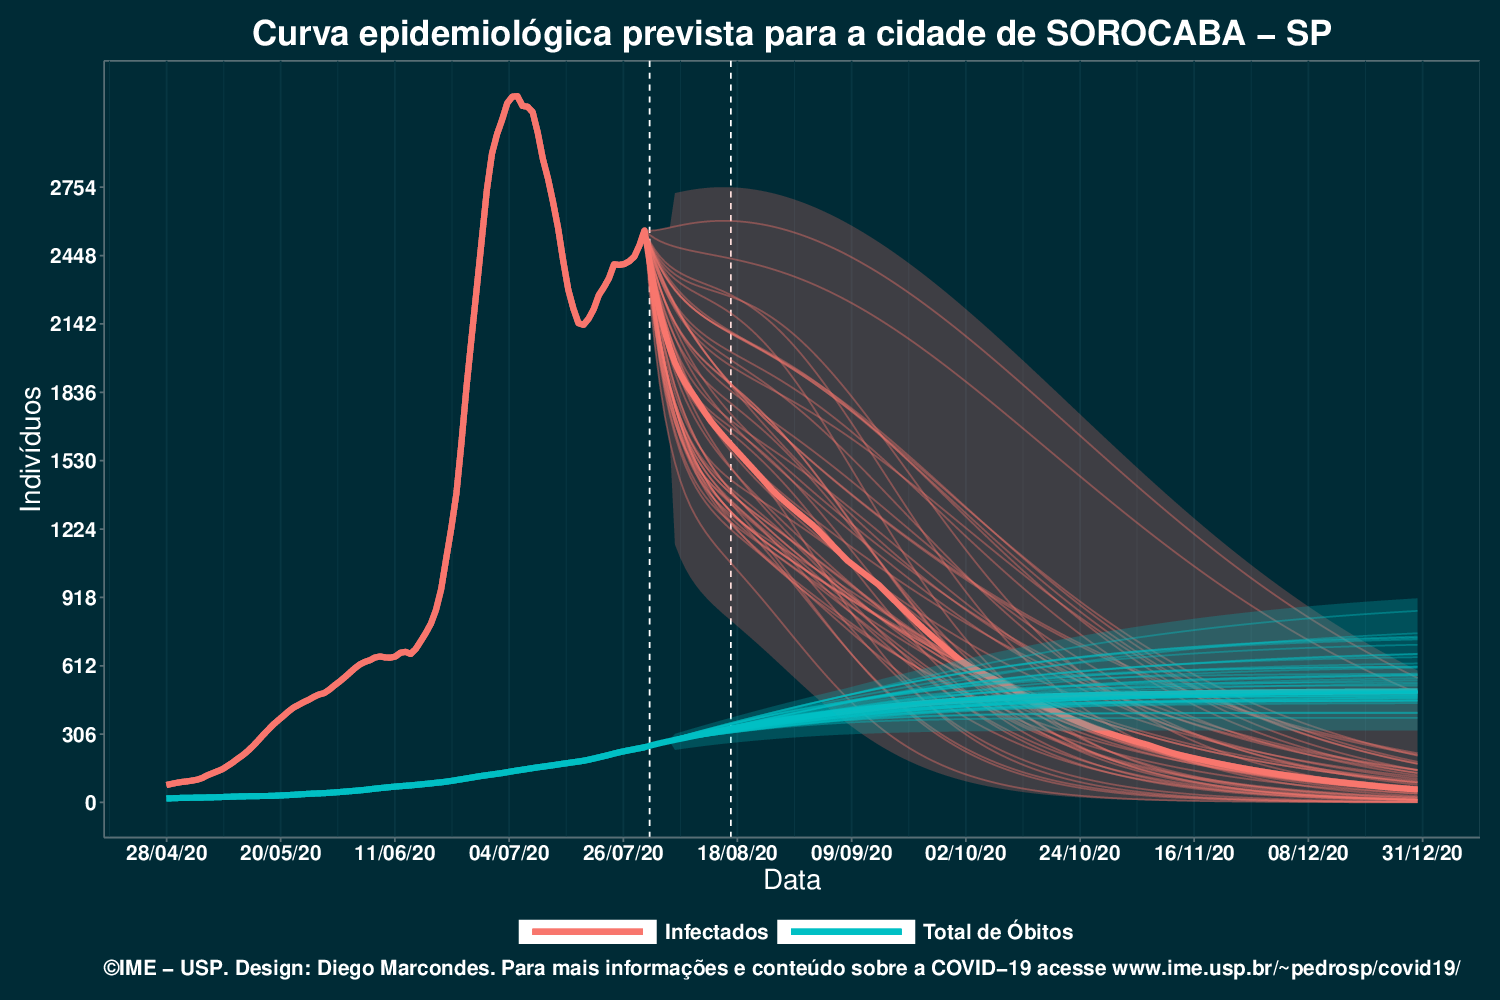 Curva epidemiológica prevista para a cidade de SOROCABA − SP
Indivíduos
2754
2448
2142
1836
1530
1224
918
612
306
0
28/04/20 20/05/20 11/06/20 04/07/20 26/07/20 18/08/20 09/09/20 02/10/20 24/10/20 16/11/20 08/12/20 31/12/20
Data
Infectados Total de Óbitos
©IME − USP. Design: Diego Marcondes. Para mais informações e conteúdo sobre a COVID−19 acesse www.ime.usp.br/~pedrosp/covid19/